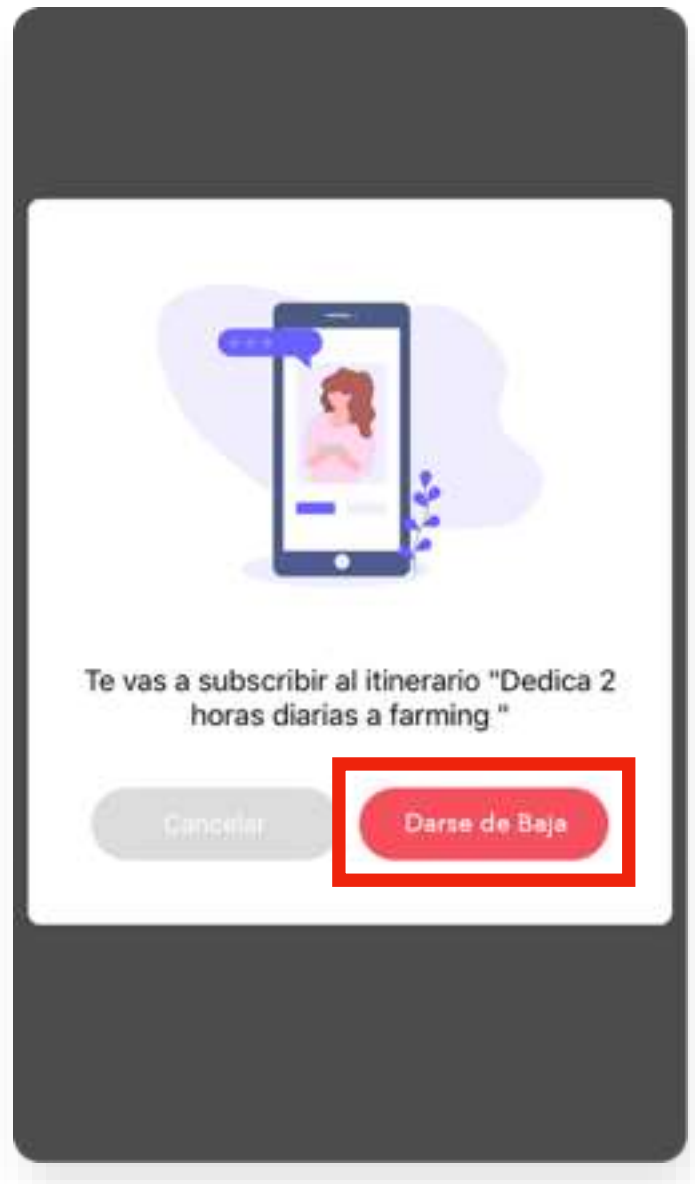 Te vas a subscribir al itinerario "Dedica 2
horas diarias a farming "
Cancelar
Darse de Baja